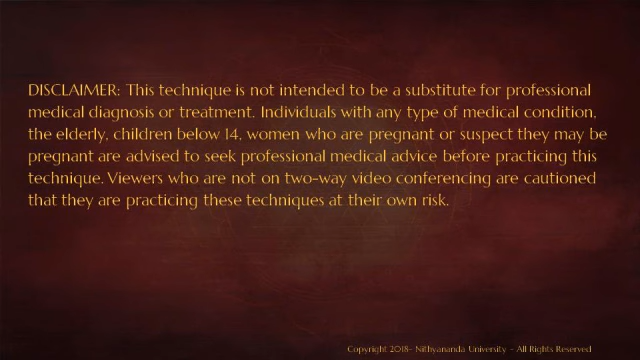 DISCLAIMER: This technique is not intended to be a substitute for professional
medical diagnosis or treatment. Individuals with any type of medical condition,
the elderly, children below 14, women who are pregnant or suspect they may be
pregnant are advised to seek professional medical advice before practicing this
technique. Viewers who are not on two-way video conferencing are cautioned
that they are practicing these techniques at their own risk.
Copyright 2018- Nithyananda University - All Rights Reserved